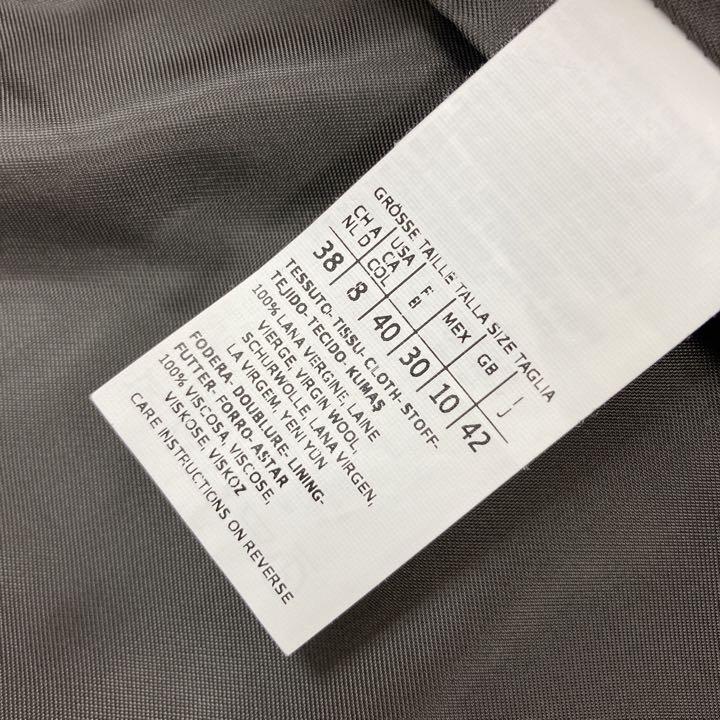 GRÖSSE TAILLE TALLA SIZE TAGLIA
CH A USA F MEX GB I
NL D CA B J
COL
38 8 40 30 10 42
TESSUTO- TISSU- CLOTH- STOFF-
TEJIDO- TECIDO- KUMAŞ
100% LANA VERGINE, LAINE
VIERGE, VIRGIN WOOL,
SCHURWOLLE, LANA VIRGEN,
LA VIRGEM, YENI YÜN
FODERA- DOUBLURE- LINING-
FUTTER- FORRO- ASTAR
100% VISCOSA, VISCOSE,
VISKOSE, VISKOZ
CARE INSTRUCTIONS ON REVERSE